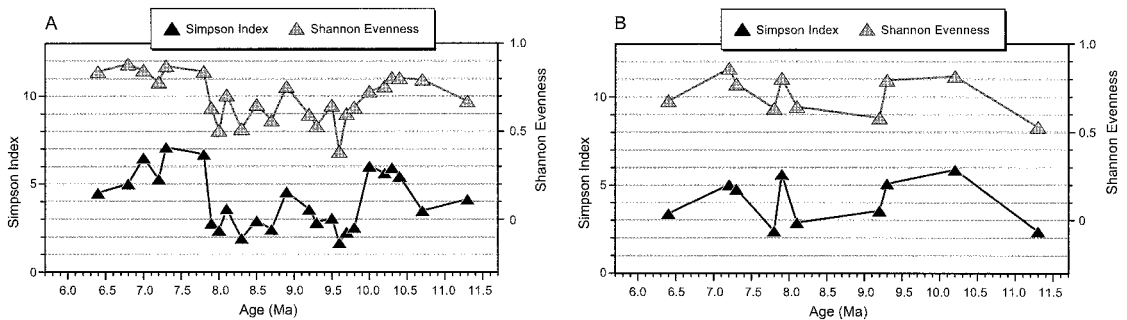 A
Simpson Index Shannon Evenness
1.0
10
0.5
5
0
0
Simpson Index
Shannon Evenness
6.0 6.5 7.0 7.5 8.0 8.5 9.0 9.5 10.0 10.5 11.0 11.5
Age (Ma)
B
Simpson Index Shannon Evenness
1.0
10
0.5
5
0
0
Simpson Index
Shannon Evenness
6.0 6.5 7.0 7.5 8.0 8.5 9.0 9.5 10.0 10.5 11.0 11.5
Age (Ma)